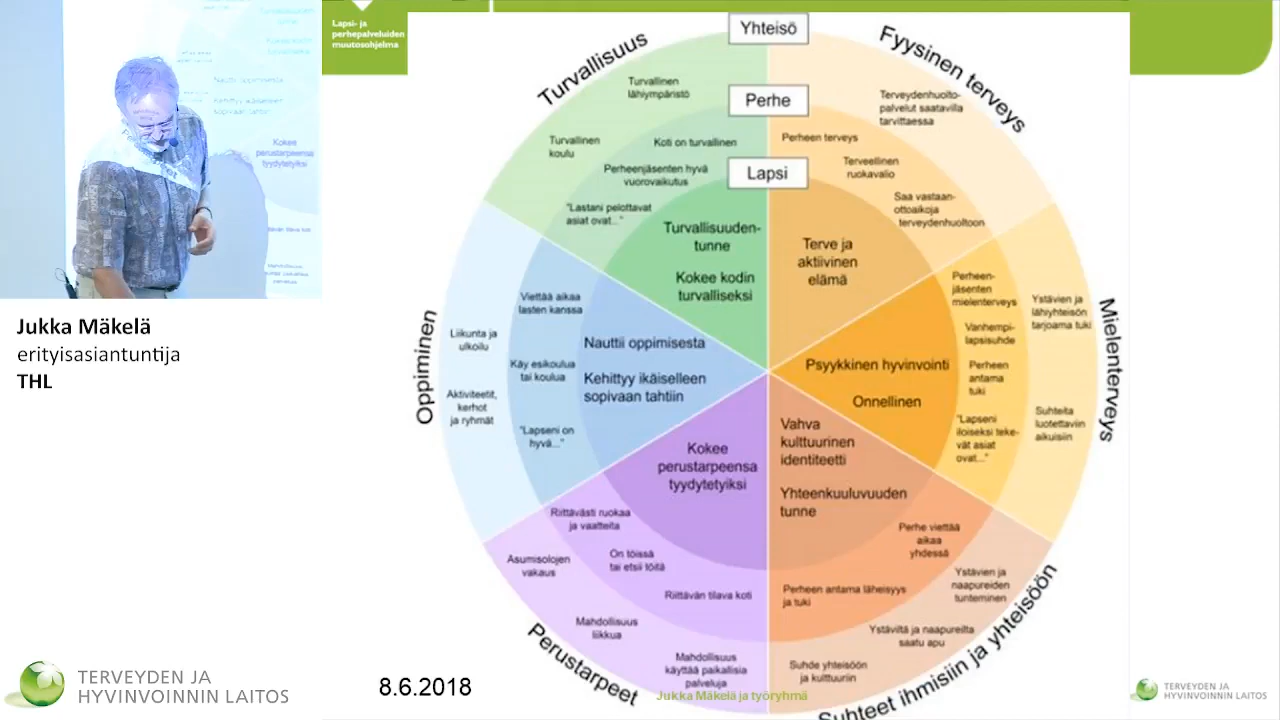 Lapsi- ja
perhepalveluiden
muutosohjelma
Kokee
perustarpeensa
tyydytetyiksi
Jukka Mäkelä
erityisasiantuntija
THL
TERVEYDEN JA
HYVINVOINNIN LAITOS
8.6.2018
Yhteisö
Perhe
Lapsi
Turvallisuus
Turvallinen
lähiympäristö
Turvallinen
koulu
Koti on turvallinen
Perheenjäsenten hyvä
vuorovaikutus
"Lastani pelottavat
asiat ovat..."
Turvallisuuden-
tunne
Kokee kodin
turvalliseksi
Fyysinen terveys
Terveydenhuolto-
palvelut saatavilla
tarvittaessa
Perheen terveys
Terveellinen
ruokavalio
Saa vastaan-
ottoaikoja
terveydenhuoltoon
Terve ja
aktiivinen
elämä
Mielenterveys
Perheen-
jäsenten
mielenterveys
Ystävien ja
lähiyhteisön
tarjoama tuki
Vanhempi-
lapsisuhde
Perheen
antama
tuki
"Lapseni
iloiseksi teke-
vät asiat
ovat..."
Suhteita
luotettaviin
aikuisiin
Psyykkinen hyvinvointi
Onnellinen
Suhteet ihmisiin ja yhteisöön
Vahva
kulttuurinen
identiteetti
Yhteenkuuluvuuden
tunne
Perhe viettää
aikaa
yhdessä
Perheen antama läheisyys
ja tuki
Ystävien ja
naapureiden
tunteminen
Ystäviltä ja naapureilta
saatu apu
Suhde yhteisöön
ja kulttuuriin
Perustarpeet
Kokee
perustarpeensa
tyydytetyiksi
Riittävästi ruokaa
ja vaatteita
On töissä
tai etsii töitä
Riittävän tilava koti
Asumisolojen
vakaus
Mahdollisuus
liikkua
Mahdollisuus
käyttää paikallisia
palveluja
Oppiminen
Nauttii oppimisesta
Kehittyy ikäiselleen
sopivaan tahtiin
Viettää aikaa
lasten kanssa
Käy esikoulua
tai koulua
"Lapseni on
hyvä..."
Liikunta ja
ulkoilu
Aktiviteetit,
kerhot
ja ryhmät
Jukka Mäkelä ja työryhmä
TERVEYDEN JA
HYVINVOINNIN LAITOS